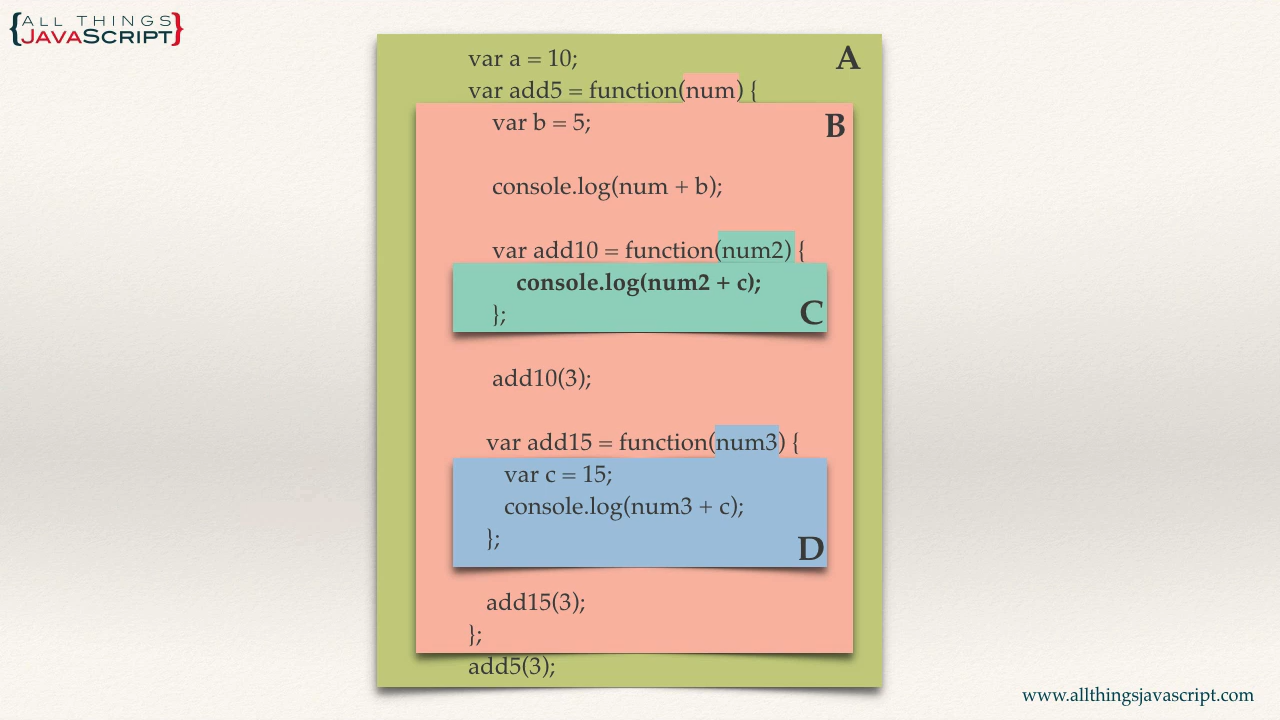 {ALL THINGS
JAVASCRIPT}
var a = 10;
A
var add5 = function(num) {
var b = 5;
B
console.log(num + b);
var add10 = function(num2) {
console.log(num2 + c);
};
C
add10(3);
var add15 = function(num3) {
var c = 15;
console.log(num3 + c);
};
D
add15(3);
};
add5(3);
www.allthingsjavascript.com